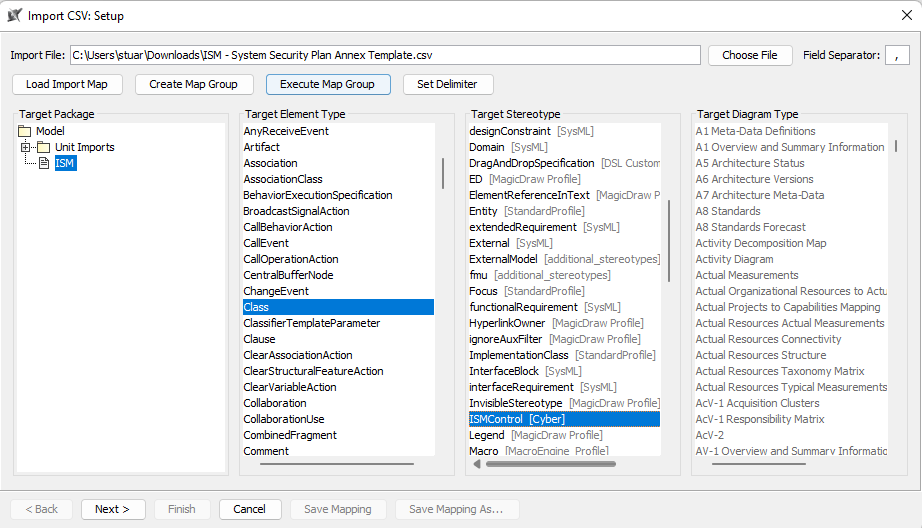 Import CSV: Setup
Import File: C:\Users\stuar\Downloads\ISM - System Security Plan Annex Template.csv Choose File Field Separator: ,
Load Import Map Create Map Group Execute Map Group Set Delimiter
Target Package
Model
Unit Imports
ISM
Target Element Type
AnyReceiveEvent
Artifact
Association
AssociationClass
BehaviorExecutionSpecification
BroadcastSignalAction
CallBehaviorAction
CallEvent
CallOperationAction
CentralBufferNode
ChangeEvent
Class
ClassifierTemplateParameter
Clause
ClearAssociationAction
ClearStructuralFeatureAction
ClearVariableAction
Collaboration
CollaborationUse
CombinedFragment
Comment
Target Stereotype
designConstraint [SysML]
Domain [SysML]
DragAndDropSpecification [DSL Custom
ED [MagicDraw Profile]
ElementReferenceInText [MagicDraw P
Entity [StandardProfile]
extendedRequirement [SysML]
External [SysML]
ExternalModel [additional_stereotypes]
fmu [additional_stereotypes]
Focus [StandardProfile]
functionalRequirement [SysML]
HyperlinkOwner [MagicDraw Profile]
ignoreAuxFilter [MagicDraw Profile]
ImplementationClass [StandardProfile]
InterfaceBlock [SysML]
interfaceRequirement [SysML]
InvisibleStereotype [MagicDraw Profile]
ISMControl [Cyber]
Legend [MagicDraw Profile]
Macro [MacroEngine Profile]
Target Diagram Type
A1 Meta-Data Definitions
A1 Overview and Summary Information
A5 Architecture Status
A6 Architecture Versions
A7 Architecture Meta-Data
A8 Standards
A8 Standards Forecast
Activity Decomposition Map
Activity Diagram
Actual Measurements
Actual Organizational Resources to Actu
Actual Projects to Capabilities Mapping
Actual Resources Actual Measurements
Actual Resources Connectivity
Actual Resources Structure
Actual Resources Taxonomy Matrix
Actual Resources Typical Measurements
AcV-1 Acquisition Clusters
AcV-1 Responsibility Matrix
AcV-2
AV-1 Overview and Summary Informatio
< Back Next > Finish Cancel Save Mapping Save Mapping As...